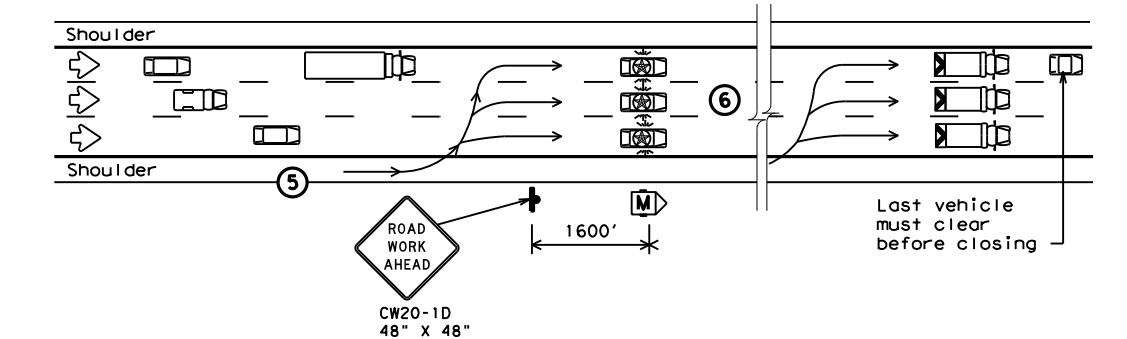 Shoulder
6
Shoulder
5
M
ROAD
WORK
AHEAD
1600'
Last vehicle
must clear
before closing
CW20-1D
48" X 48"